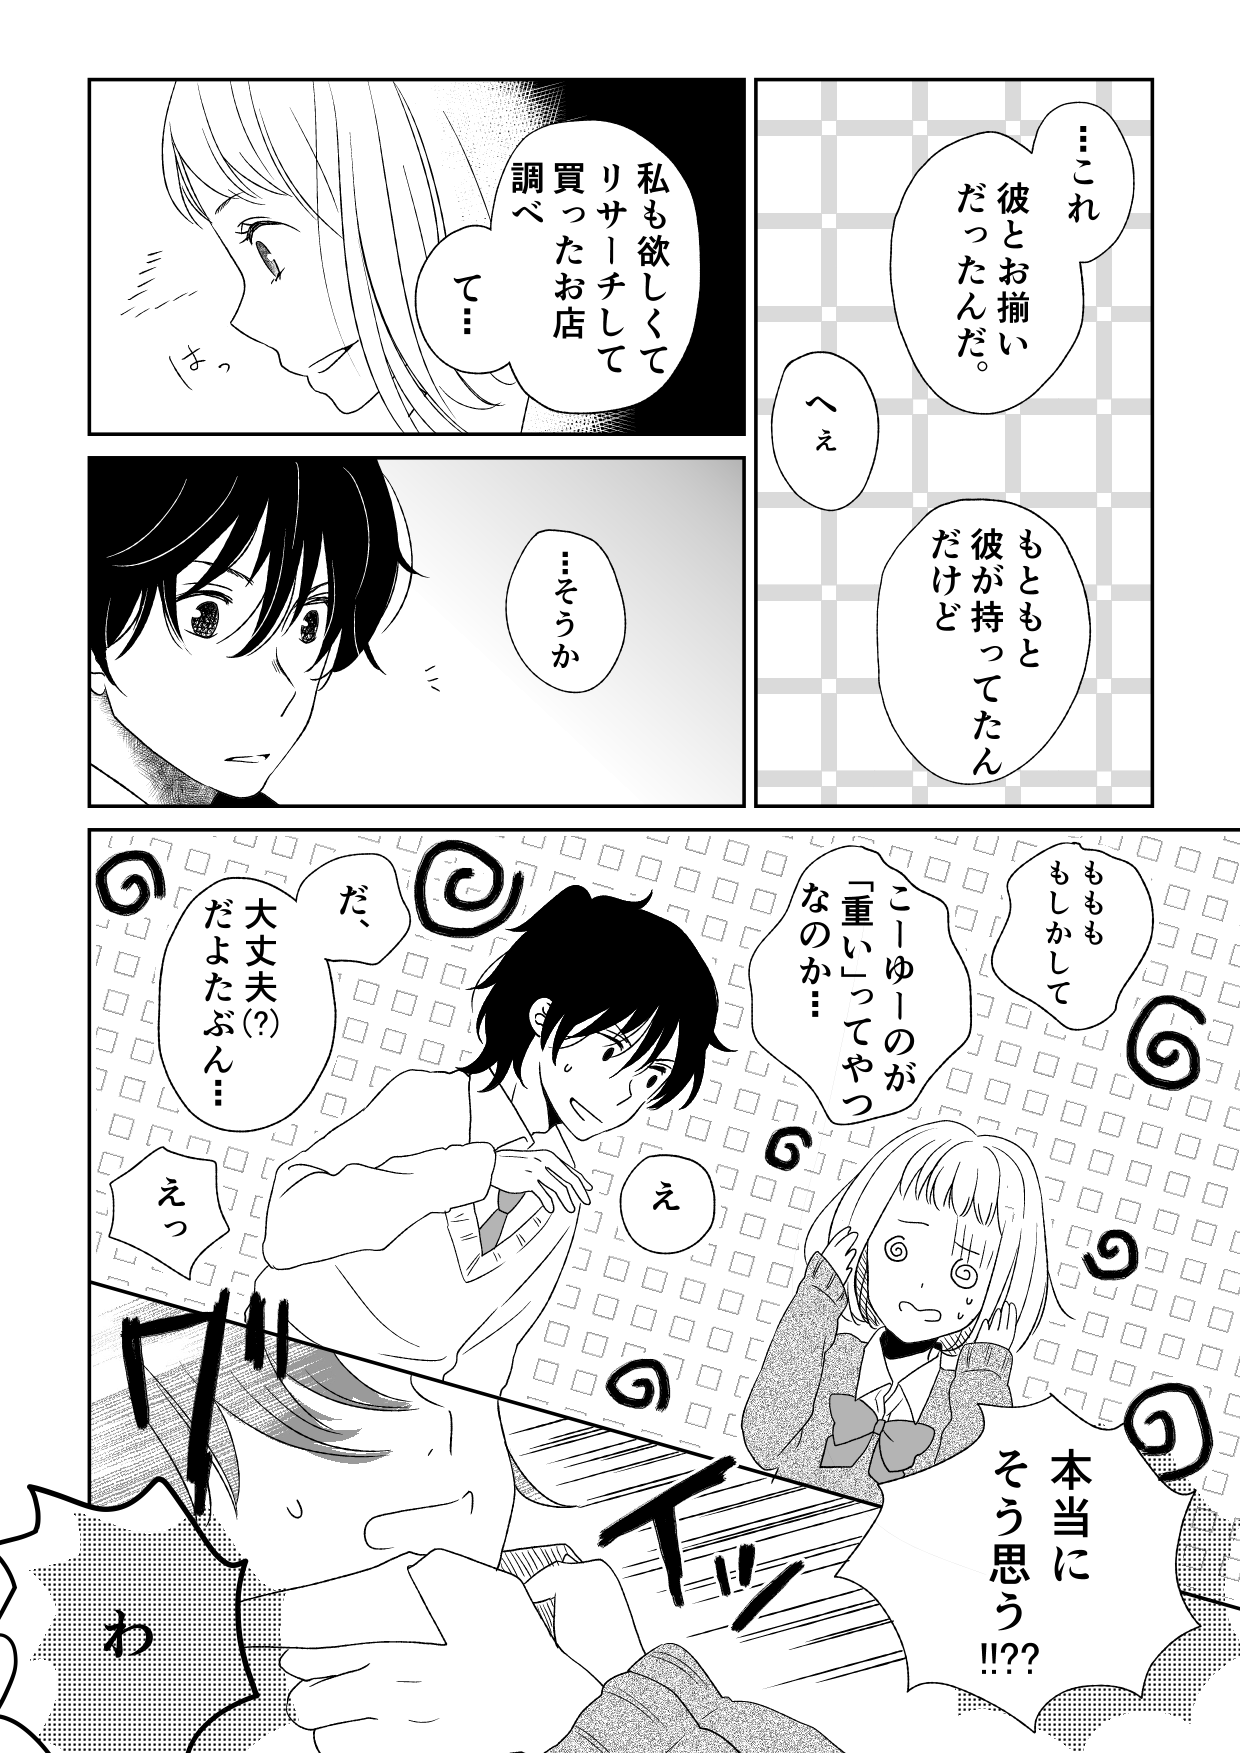 …これ
彼とお揃い
だったんだ。
へぇ
もともと
彼が持ってたん
だけど
私も欲しくて
リサーチして
買ったお店
調べ
て…
はっ
…そうか
ももも
もしかして
こーゆーのが
「重い」ってやつ
なのか…
え
だ、
大丈夫(?)
だよたぶん…
えっ
本当に
そう思う
!!??
グイッ
わ